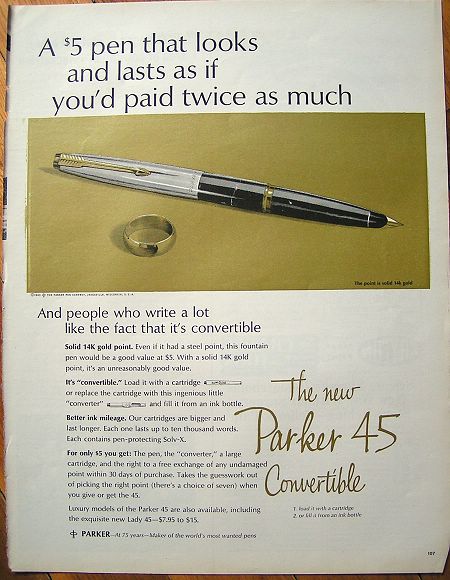 A $5 pen that looks
and lasts as if
you'd paid twice as much
The point is solid 14K gold
And people who write a lot
like the fact that it's convertible
Solid 14K gold point. Even if it had a steel point, this fountain
pen would be a good value at $5. With a solid 14K gold
point, it's an unreasonably good value.
It's "convertible." Load it with a cartridge
or replace the cartridge with this ingenious little
"converter" and fill it from an ink bottle.
Better ink mileage. Our cartridges are bigger and
last longer. Each one lasts up to ten thousand words.
Each contains pen-protecting Solv-X.
For only $5 you get: The pen, the "converter," a large
cartridge, and the right to a free exchange of any undamaged
point within 30 days of purchase. Takes the guesswork out
of picking the right point (there's a choice of seven) when
you give or get the 45.
Luxury models of the Parker 45 are also available, including
the exquisite new Lady 45—$7.95 to $15.
PARKER—At 75 years—Maker of the world's most wanted pens
The new
Parker 45
Convertible
1. load it with a cartridge
2. or fill it from an ink bottle
107